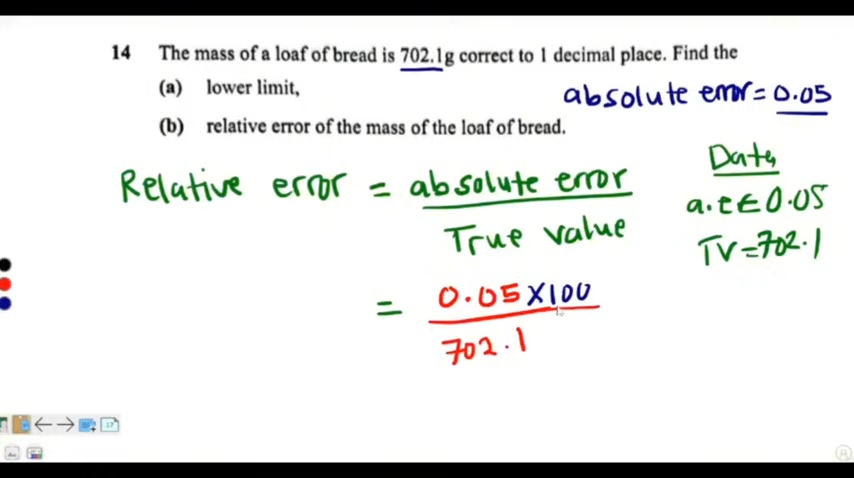 14 The mass of a loaf of bread is 702.1g correct to 1 decimal place. Find the
(a) lower limit,
absolute error = 0.05
(b) relative error of the mass of the loaf of bread.
Relative error = absolute error
True value
Data
a.e = 0.05
TV = 702.1
= 0.05 X100
702.1